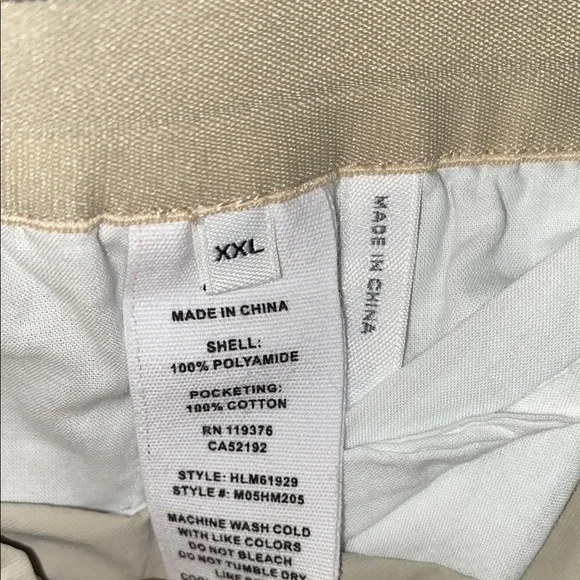 XXL
MADE IN CHINA
SHELL:
100% POLYAMIDE
POCKETING:
100% COTTON
RN 119376
CA52192
STYLE: HLM61929
STYLE #: M05HM205
MACHINE WASH COLD
WITH LIKE COLORS
DO NOT BLEACH
DO NOT TUMBLE DRY
LINE
MADE IN CHINA